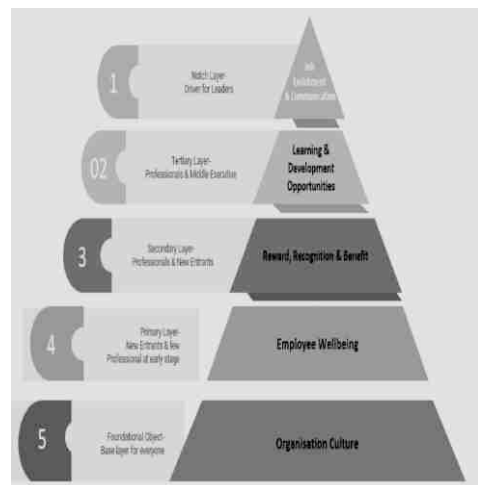 1
Notch Layer-
Driver for Leaders
Job
Enrichment
& Communication
02
Tertiary Layer-
Professionals & Middle Executive
Learning &
Development
Opportunities
3
Secondary Layer-
Professionals & New Entrants
Reward, Recognition & Benefit
4
Primary Layer-
New Entrants & few
Professional at early stage
Employee Wellbeing
5
Foundational Object-
Base layer for everyone
Organisation Culture